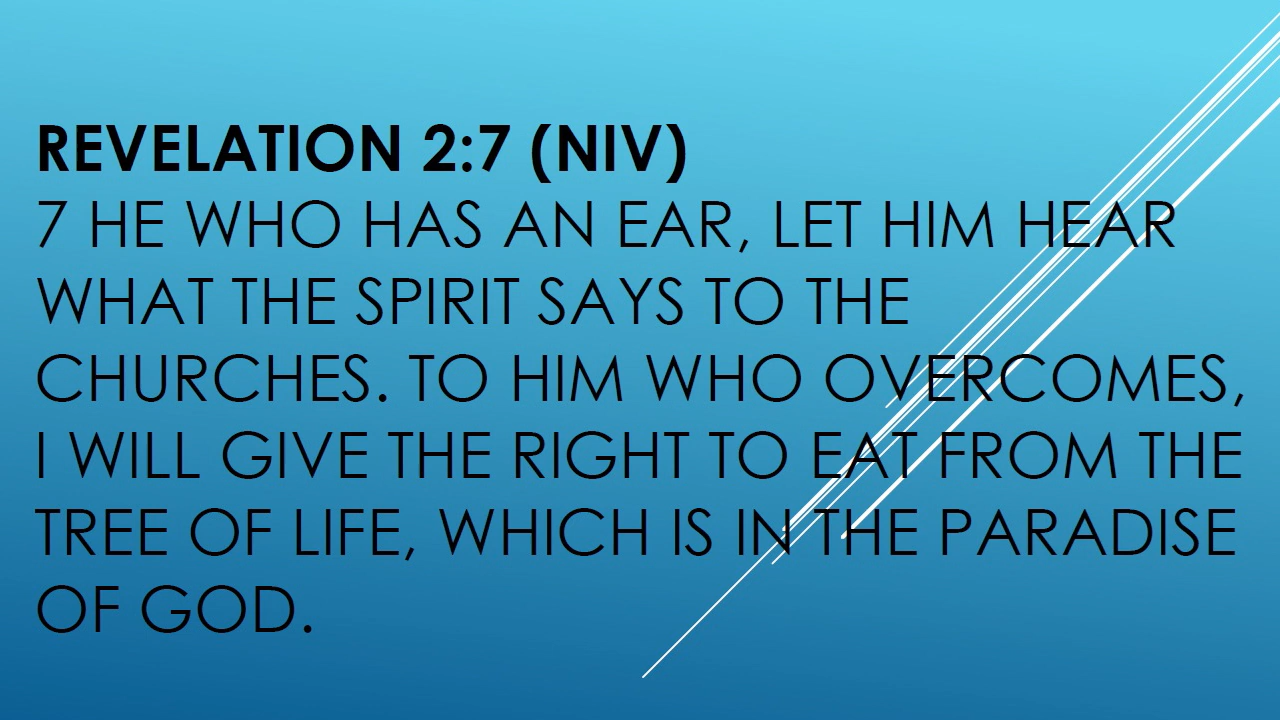 REVELATION 2:7 (NIV)
7 HE WHO HAS AN EAR, LET HIM HEAR
WHAT THE SPIRIT SAYS TO THE
CHURCHES. TO HIM WHO OVERCOMES,
I WILL GIVE THE RIGHT TO EAT FROM THE
TREE OF LIFE, WHICH IS IN THE PARADISE
OF GOD.